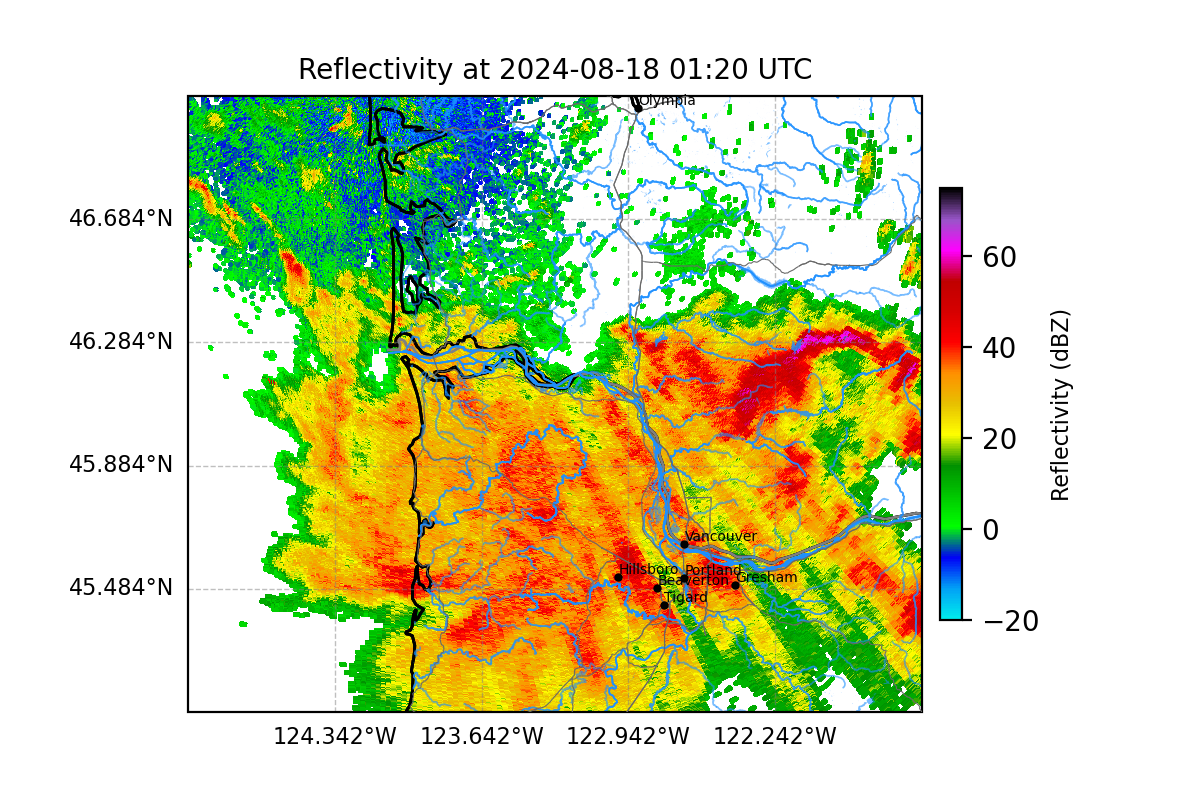 Reflectivity at 2024-08-18 01:20 UTC
Olympia
46.684°N
46.284°N
45.884°N
45.484°N
Vancouver
Hillsboro
Portland
Beaverton
Gresham
Tigard
124.342°W
123.642°W
122.942°W
122.242°W
60
40
20
0
−20
Reflectivity (dBZ)